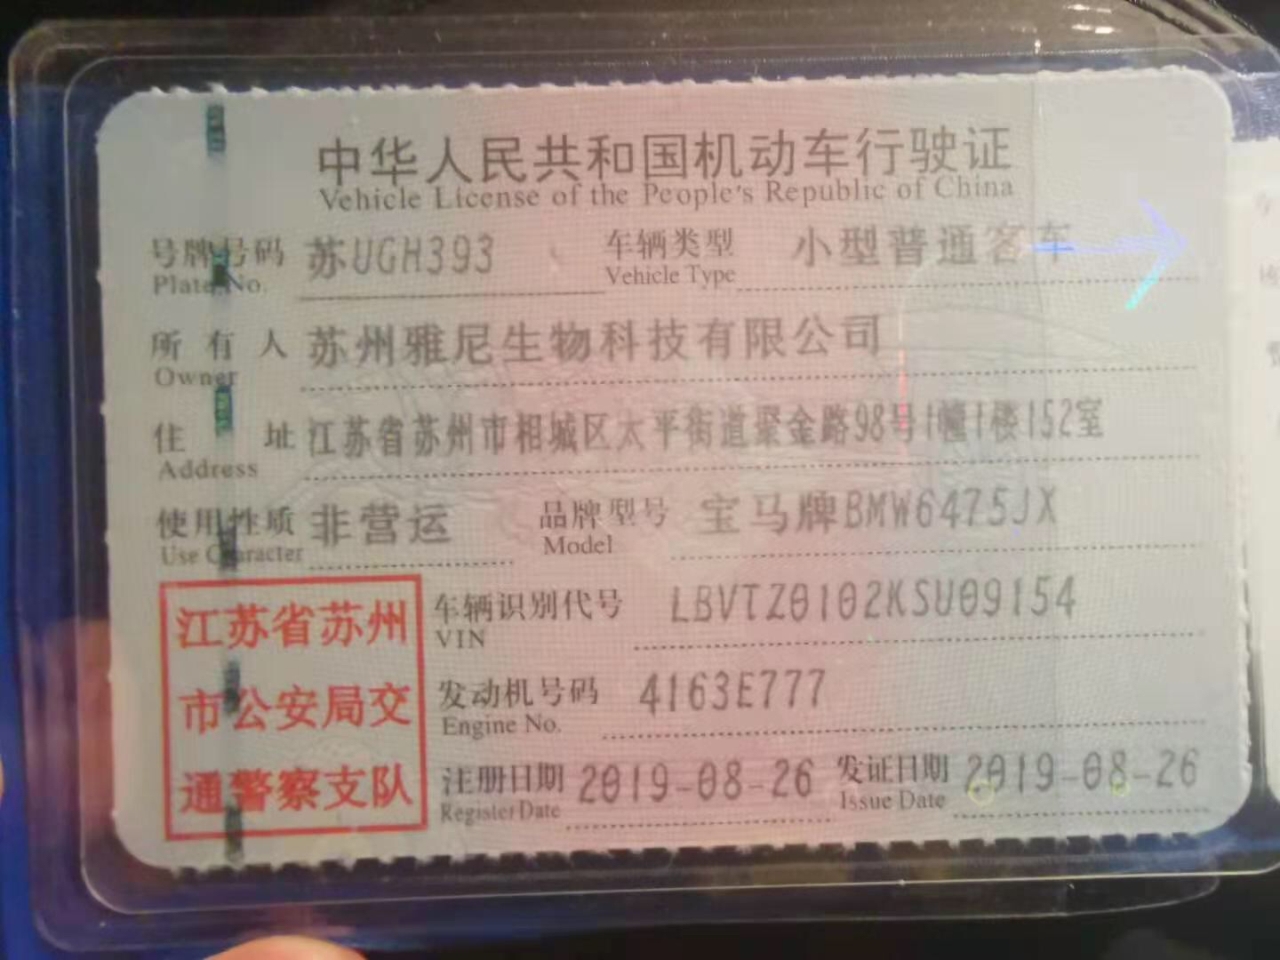 中华人民共和国机动车行驶证
Vehicle License of the People's Republic of China
号牌号码 苏UGH393 车辆类型 小型普通客车
Plate No. Vehicle Type
所有人 苏州雅尼生物科技有限公司
Owner
住址 江苏省苏州市相城区太平街道聚金路98号1幢1楼152室
Address
使用性质 非营运 品牌型号 宝马牌BMW6475JX
Use Character Model
江苏省苏州 车辆识别代号 LBVTZ0102KSU09154
VIN
市公安局交 发动机号码 4163E777
Engine No.
通警察支队 注册日期 2019-08-26 发证日期 2019-08-26
Register Date Issue Date